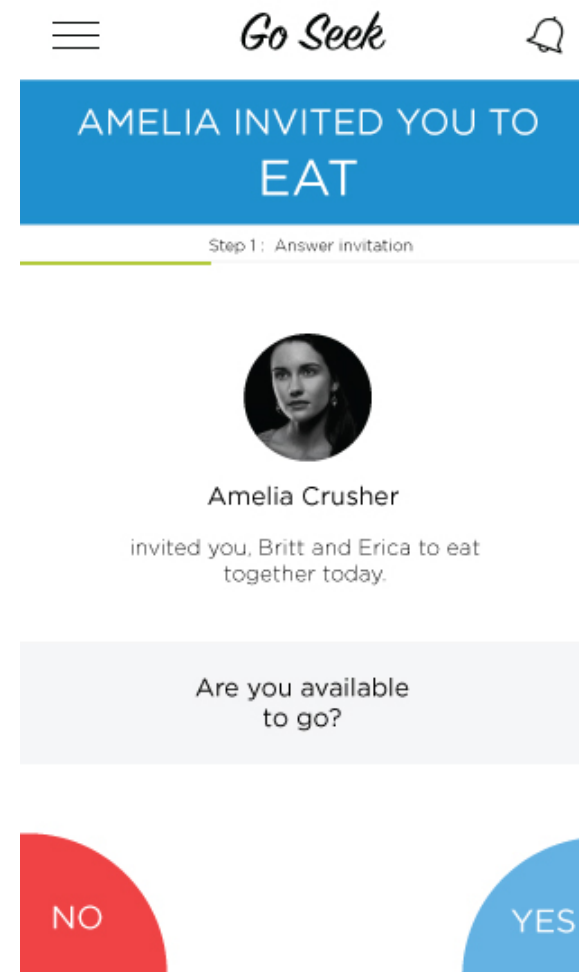 Go Seek
AMELIA INVITED YOU TO
EAT
Step 1 : Answer invitation
Amelia Crusher
invited you, Britt and Erica to eat
together today.
Are you available
to go?
NO
YES